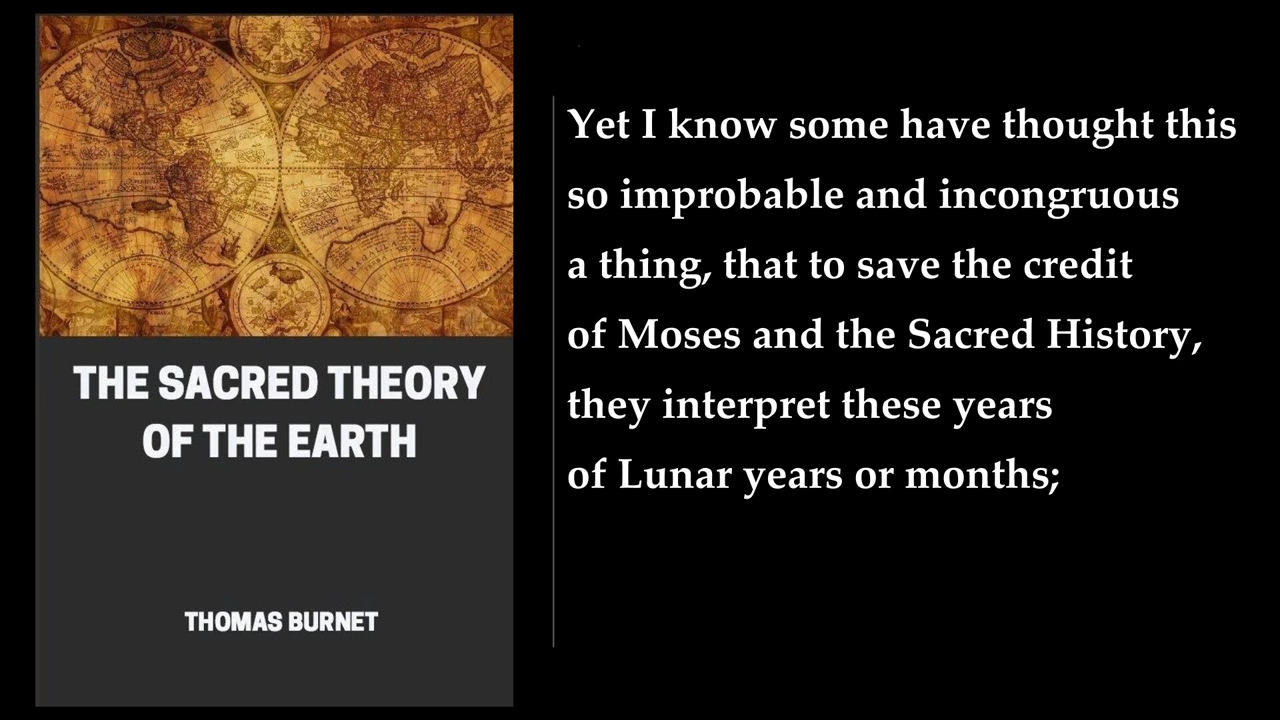 THE SACRED THEORY
OF THE EARTH
THOMAS BURNET
Yet I know some have thought this
so improbable and incongruous
a thing, that to save the credit
of Moses and the Sacred History,
they interpret these years
of Lunar years or months;